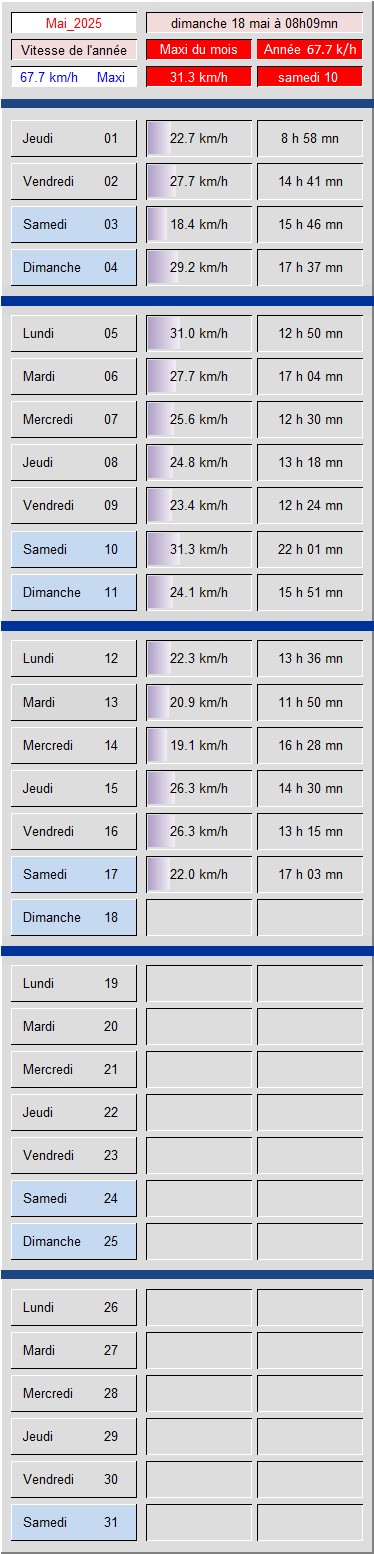 Mai_2025 dimanche 18 mai à 08h09mn
Vitesse de l'année Maxi du mois Année 67.7 k/h
67.7 km/h Maxi 31.3 km/h samedi 10
Jeudi 01 22.7 km/h 8 h 58 mn
Vendredi 02 27.7 km/h 14 h 41 mn
Samedi 03 18.4 km/h 15 h 46 mn
Dimanche 04 29.2 km/h 17 h 37 mn
Lundi 05 31.0 km/h 12 h 50 mn
Mardi 06 27.7 km/h 17 h 04 mn
Mercredi 07 25.6 km/h 12 h 30 mn
Jeudi 08 24.8 km/h 13 h 18 mn
Vendredi 09 23.4 km/h 12 h 24 mn
Samedi 10 31.3 km/h 22 h 01 mn
Dimanche 11 24.1 km/h 15 h 51 mn
Lundi 12 22.3 km/h 13 h 36 mn
Mardi 13 20.9 km/h 11 h 50 mn
Mercredi 14 19.1 km/h 16 h 28 mn
Jeudi 15 26.3 km/h 14 h 30 mn
Vendredi 16 26.3 km/h 13 h 15 mn
Samedi 17 22.0 km/h 17 h 03 mn
Dimanche 18
Lundi 19
Mardi 20
Mercredi 21
Jeudi 22
Vendredi 23
Samedi 24
Dimanche 25
Lundi 26
Mardi 27
Mercredi 28
Jeudi 29
Vendredi 30
Samedi 31